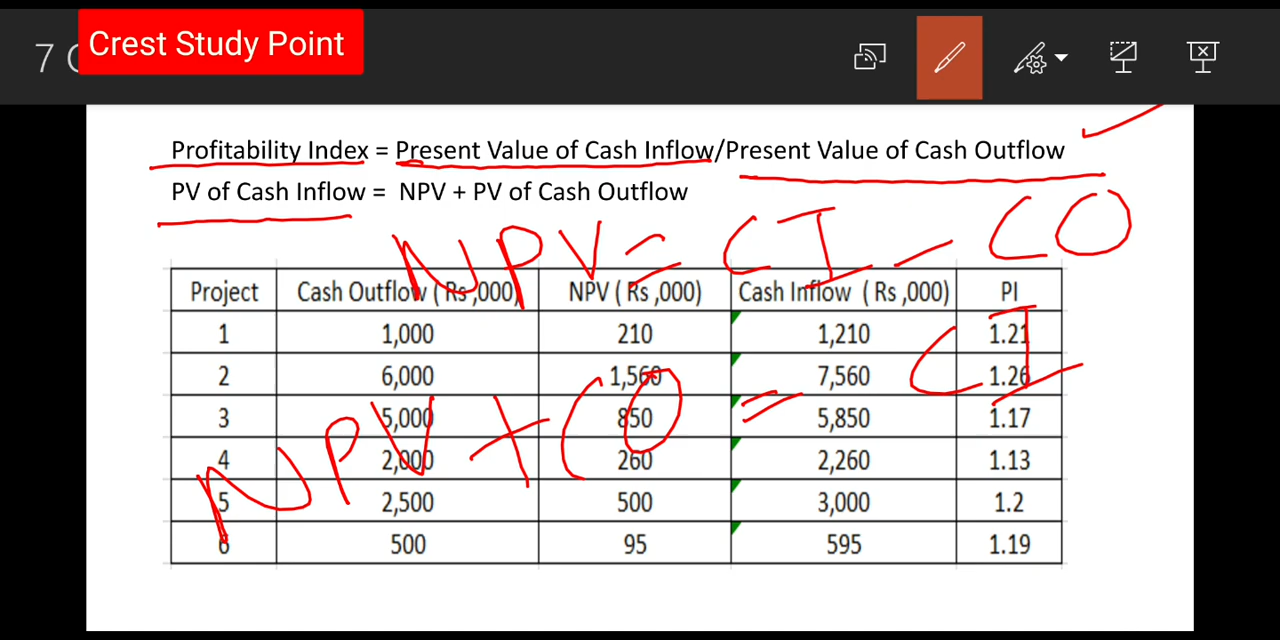 7
Crest Study Point
Profitability Index = Present Value of Cash Inflow/Present Value of Cash Outflow
PV of Cash Inflow = NPV + PV of Cash Outflow
NPV = CI - CO
Project Cash Outflow ( Rs ,000) NPV ( Rs ,000) Cash Inflow ( Rs ,000) PI
1 1,000 210 1,210 1.21
2 6,000 1,560 7,560 1.26
3 5,000 850 5,850 1.17
4 2,000 260 2,260 1.13
5 2,500 500 3,000 1.2
6 500 95 595 1.19
NPV + CO = CI